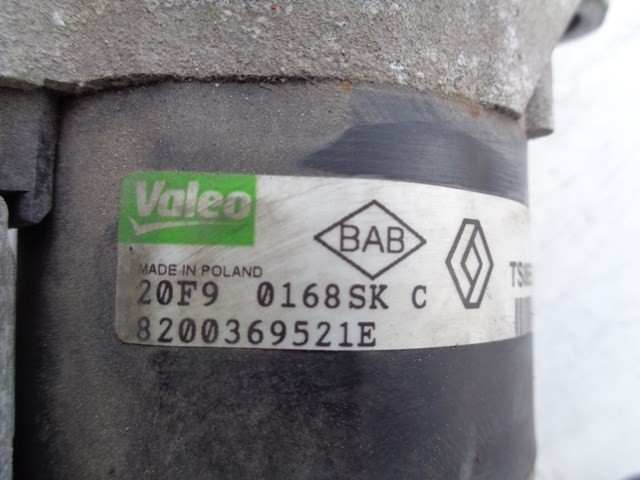 Valeo
BAB
MADE IN POLAND
20F9 0168SK C
8200369521E